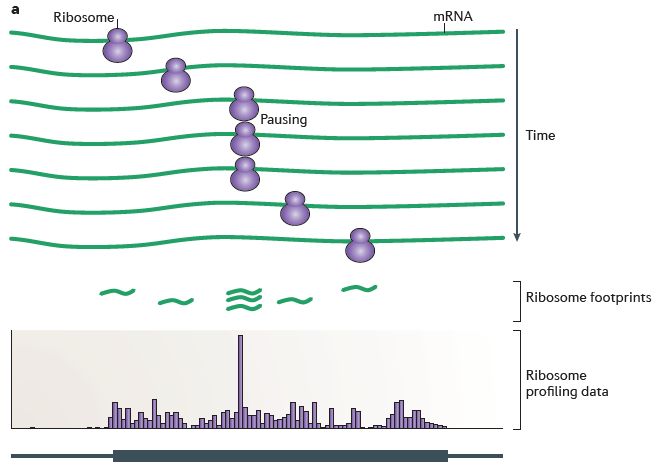 a
Ribosome
mRNA
Pausing
Time
Ribosome footprints
Ribosome
profiling data